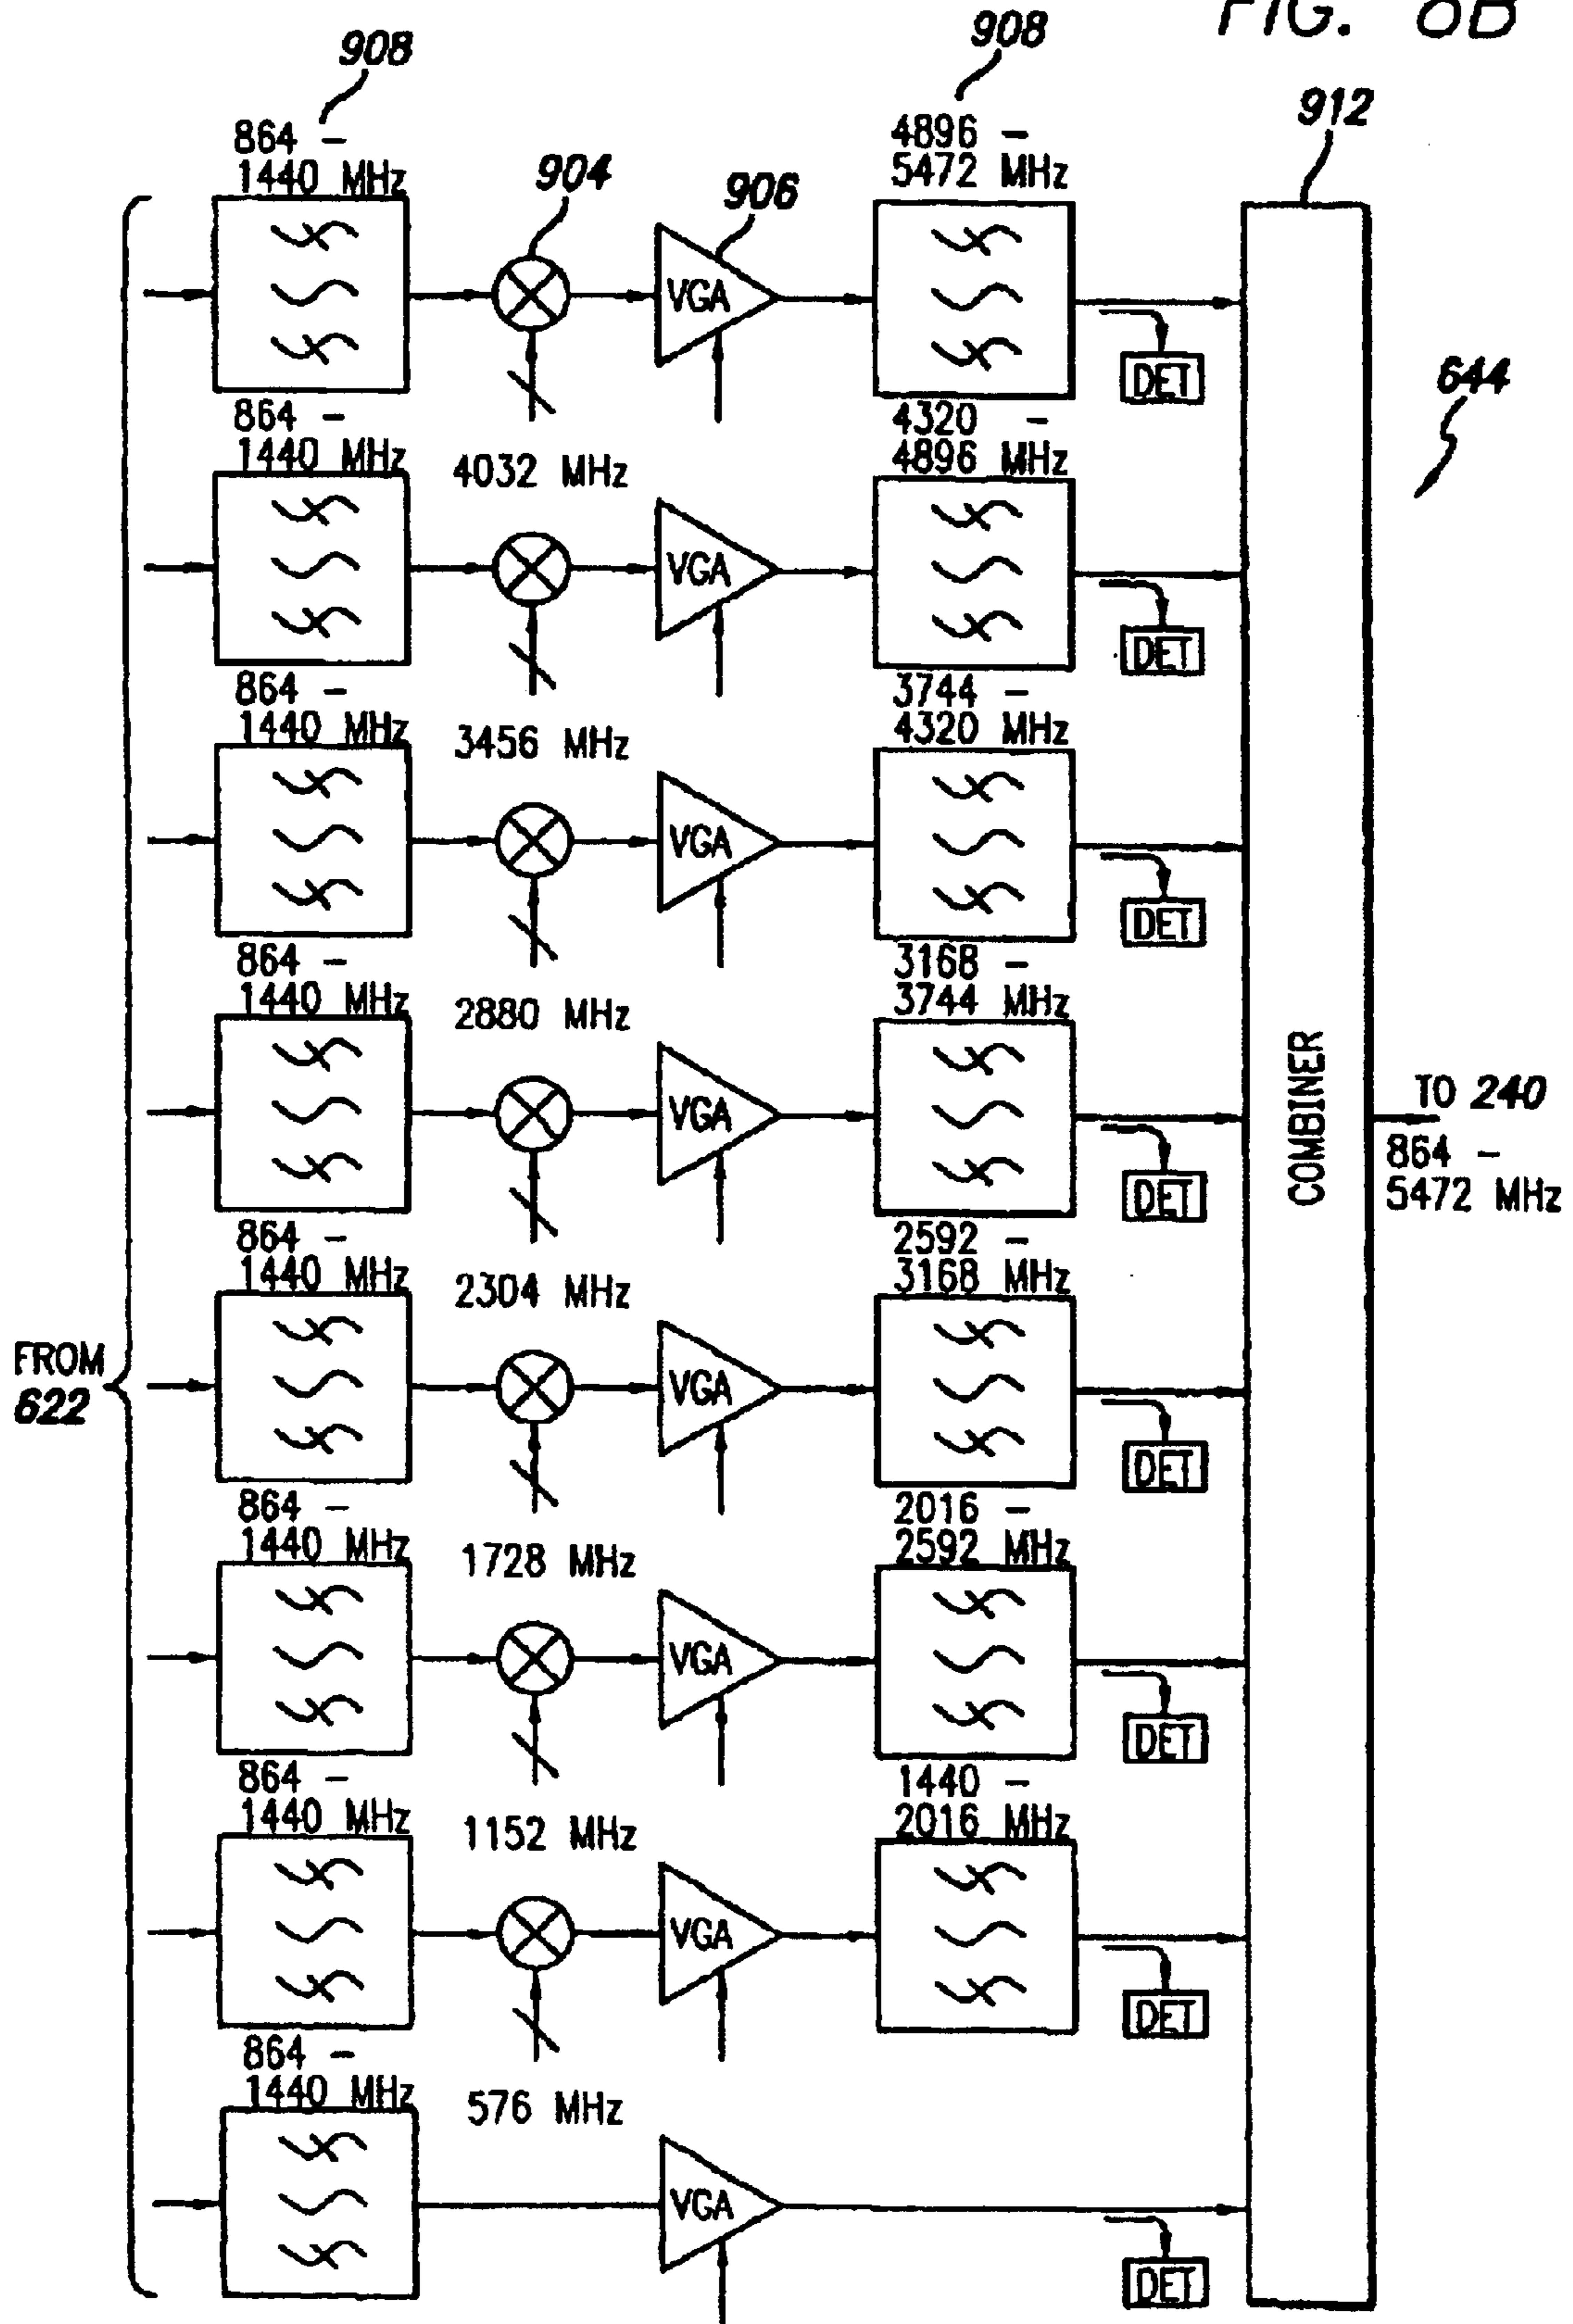 FIG. 8B
908
908
912
864 -
1440 MHz
904
906
4896 -
5472 MHz
VGA
DET
644
864 -
1440 MHz
4032 MHz
4320 -
4896 MHz
VGA
DET
864 -
1440 MHz
3456 MHz
3744 -
4320 MHz
VGA
DET
864 -
1440 MHz
2880 MHz
3168 -
3744 MHz
VGA
DET
COMBINER
TO 240
864 -
5472 MHz
864 -
1440 MHz
2304 MHz
2592 -
3168 MHz
FROM
622
VGA
DET
864 -
1440 MHz
1728 MHz
2016 -
2592 MHz
VGA
DET
864 -
1440 MHz
1152 MHz
1440 -
2016 MHz
VGA
DET
864 -
1440 MHz
576 MHz
VGA
DET